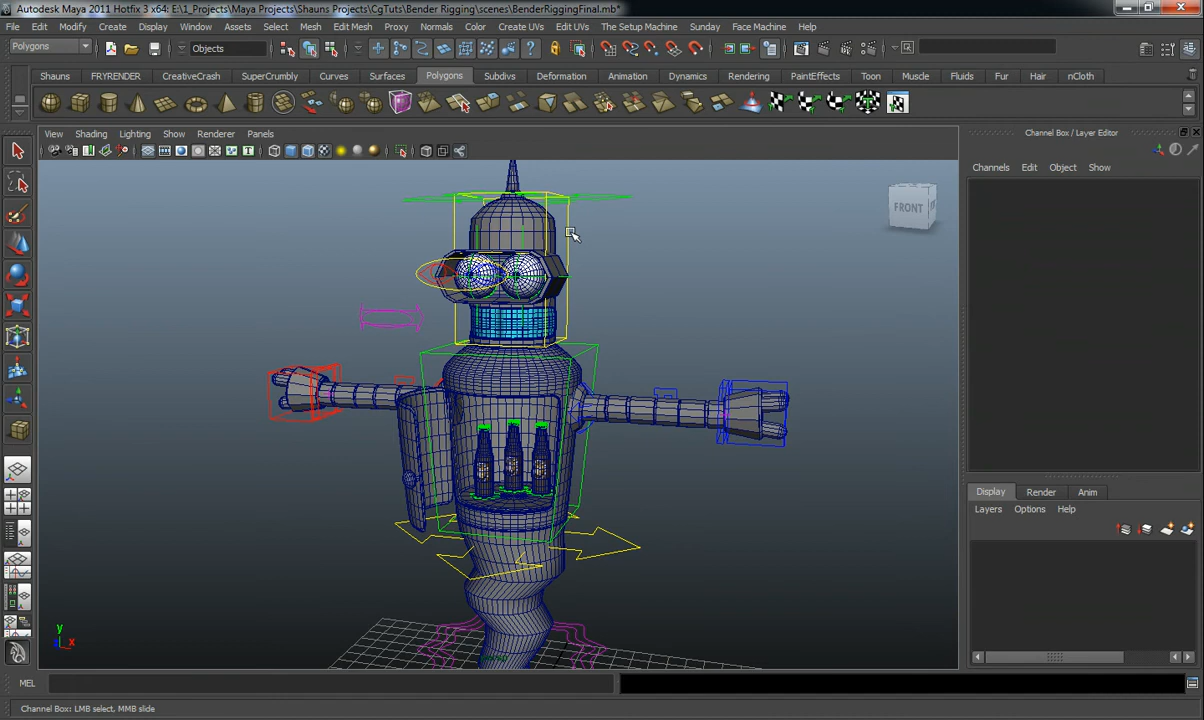 Autodesk Maya 2011 Hotfix 3 x64: E:\1_Projects\Maya Projects\Shauns Projects\CgTuts\Bender Rigging\scenes\BenderRiggingFinal.mb*
File Edit Modify Create Display Window Assets Select Mesh Edit Mesh Proxy Normals Color Create UVs Edit UVs The Setup Machine Sunday Face Machine Help
Polygons Objects
Shauns FRYRENDER CreativeCrash SuperCrumbly Curves Surfaces Polygons Subdivs Deformation Animation Dynamics Rendering PaintEffects Toon Muscle Fluids Fur Hair nCloth
View Shading Lighting Show Renderer Panels Channel Box / Layer Editor
Channels Edit Object Show
FRONT
Display Render Anim
Layers Options Help
y
x
persp
MEL
Channel Box: LMB select, MMB slide